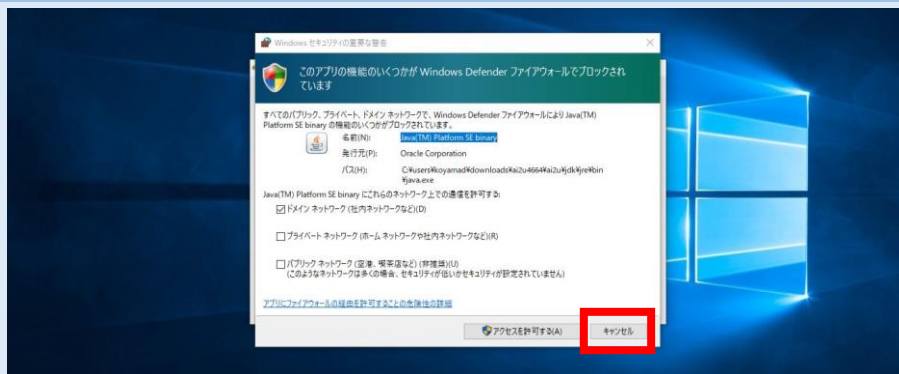 Windows セキュリティの重要な警告
このアプリの機能のいくつかが Windows Defender ファイアウォールでブロックされ
ています
すべてのパブリック、プライベート、ドメイン ネットワークで、Windows Defender ファイアウォールにより Java(TM)
Platform SE binary の機能のいくつかがブロックされています。
名前(N): Java(TM) Platform SE binary
発行元(P): Oracle Corporation
パス(H): C:¥users¥koyamad¥downloads¥ai2u4664¥ai2u¥jdk¥jre¥bin
¥java.exe
Java(TM) Platform SE binary にこれらのネットワーク上での通信を許可する:
ドメイン ネットワーク (社内ネットワークなど)(D)
プライベート ネットワーク (ホーム ネットワークや社内ネットワークなど)(R)
パブリック ネットワーク (空港、喫茶店など) (非推奨)(U)
(このようなネットワークは多くの場合、セキュリティが低いかセキュリティが設定されていません)
アプリにファイアウォールの経由を許可することの危険性の詳細
アクセスを許可する(A) キャンセル